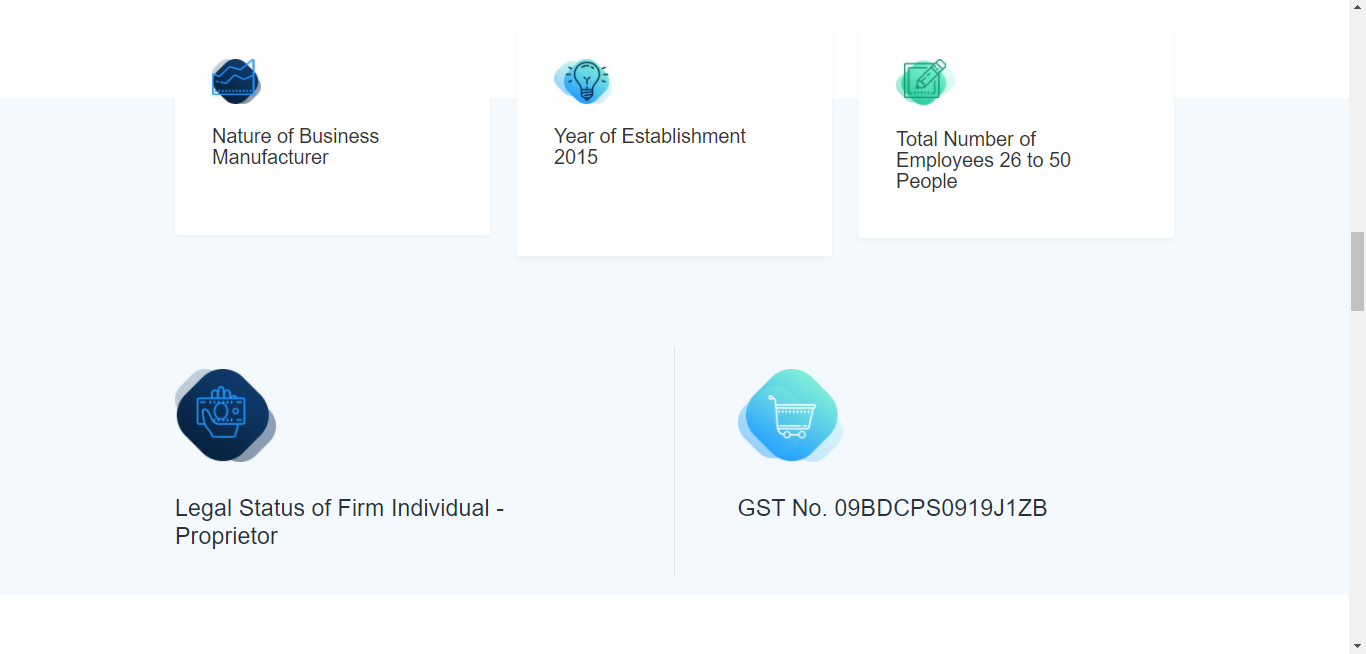 Nature of Business
Manufacturer
Year of Establishment
2015
Total Number of
Employees 26 to 50
People
Legal Status of Firm Individual -
Proprietor
GST No. 09BDCPS0919J1ZB